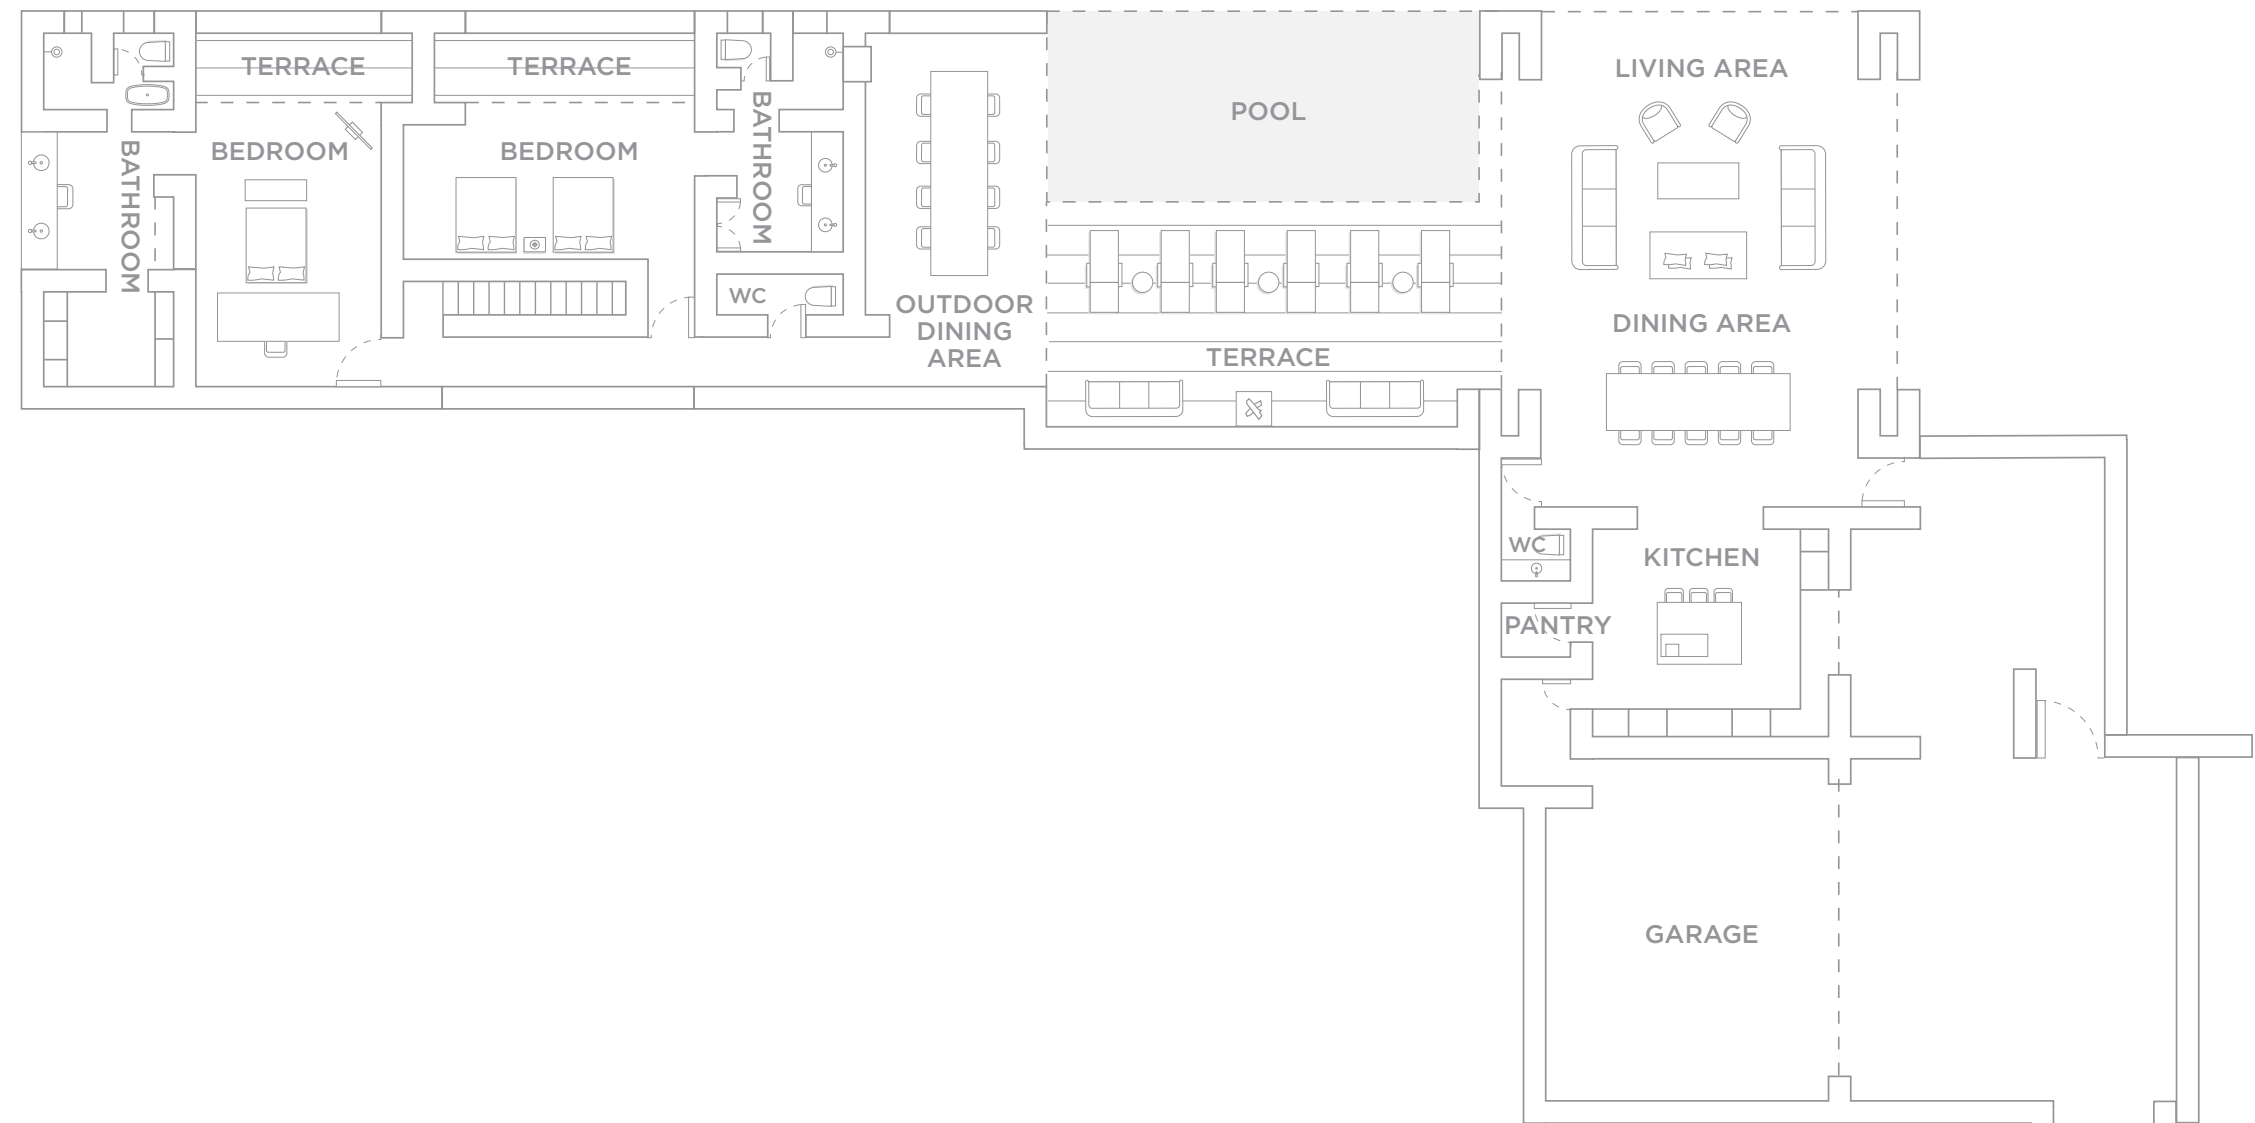 TERRACE
TERRACE
LIVING AREA
POOL
BEDROOM
BEDROOM
BATHROOM
BATHROOM
WC
OUTDOOR
DINING
AREA
DINING AREA
TERRACE
WC
KITCHEN
PANTRY
GARAGE